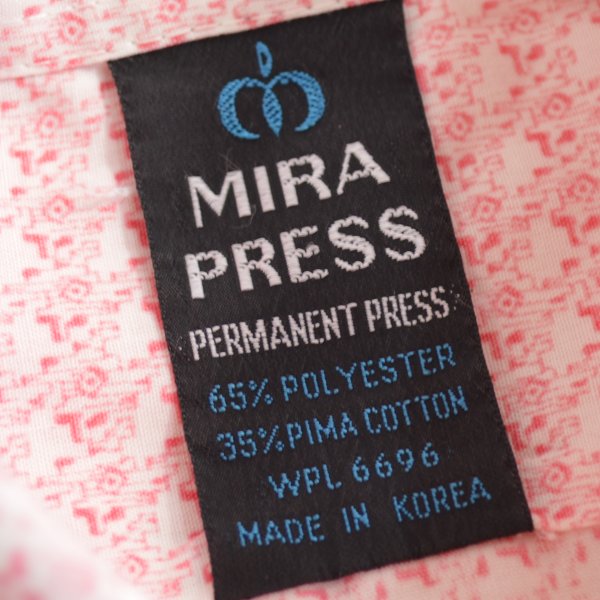 MIRA
PRESS
PERMANENT PRESS
65% POLYESTER
35% PIMA COTTON
WPL 6696
MADE IN KOREA